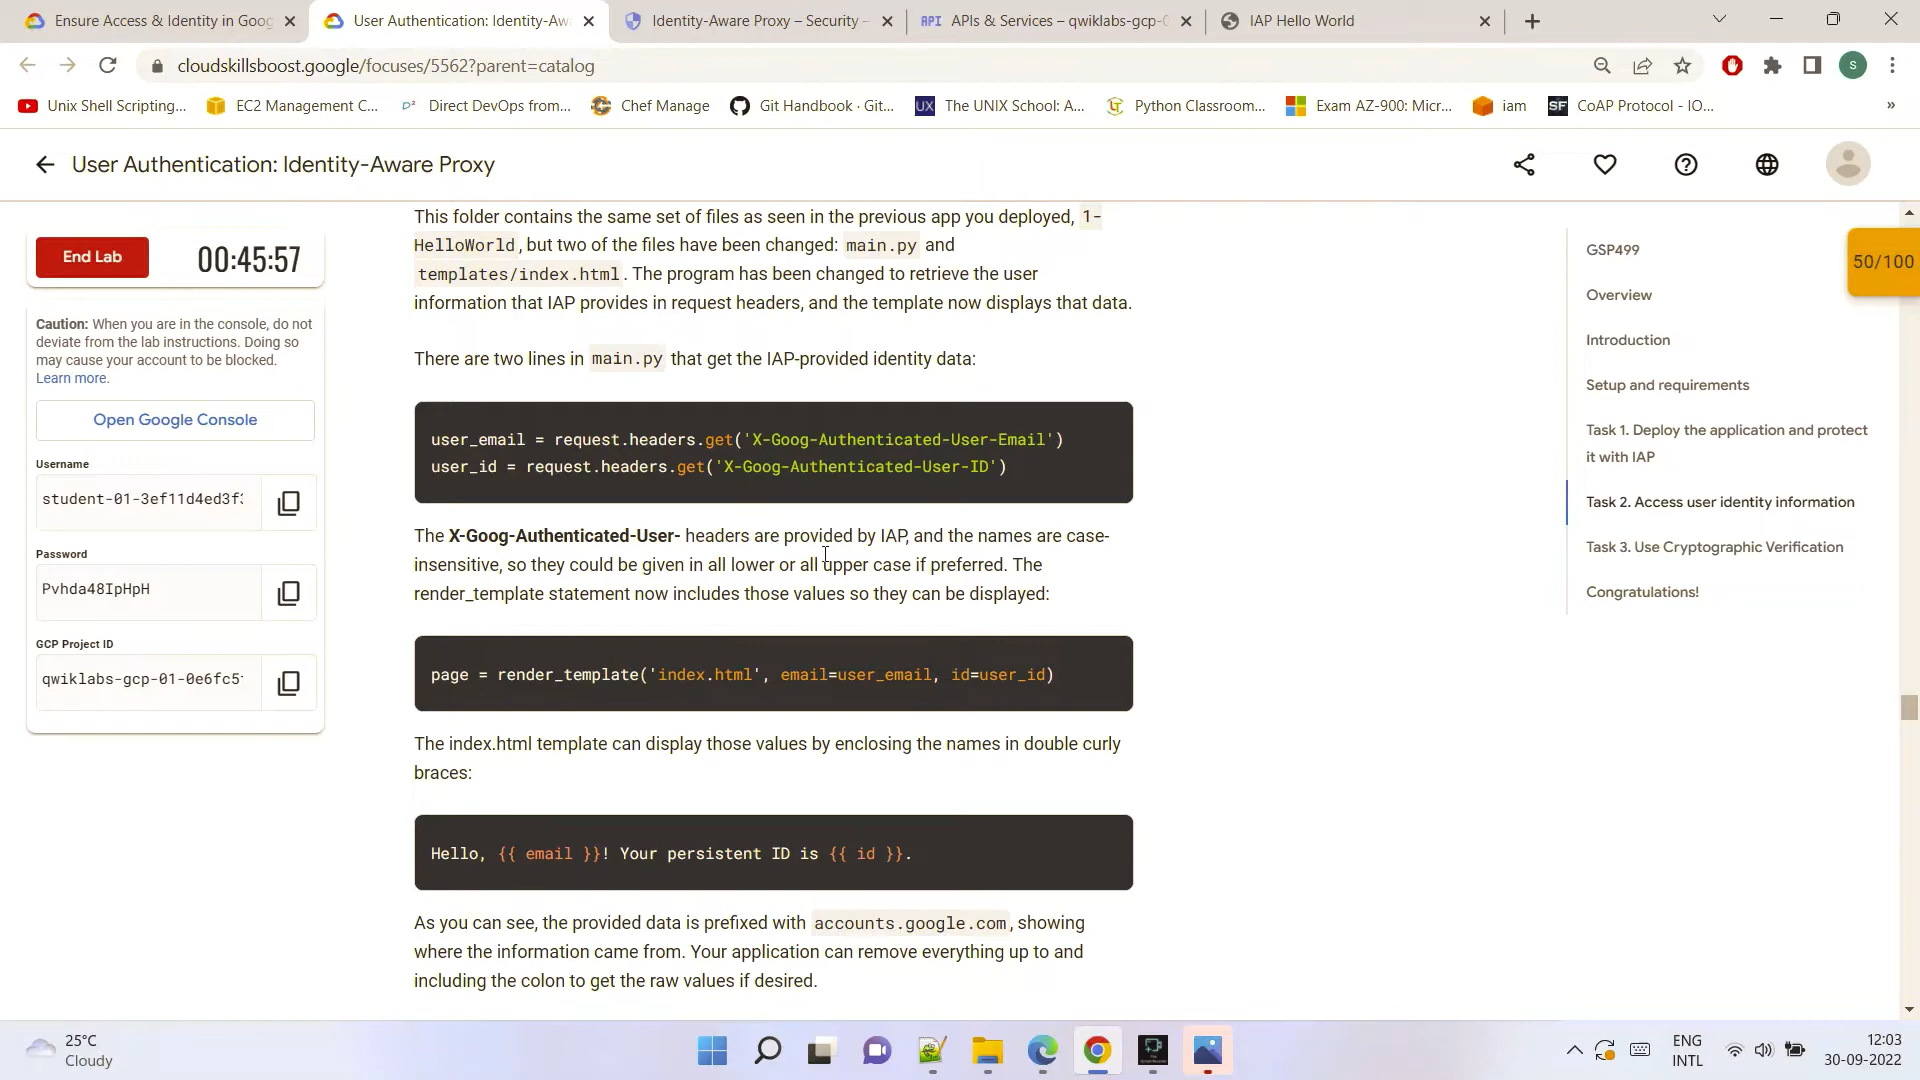 Ensure Access & Identity in Goog
User Authentication: Identity-Aw
Identity-Aware Proxy – Security –
API APIs & Services – qwiklabs-gcp-0
IAP Hello World
cloudskillsboost.google/focuses/5562?parent=catalog
S
Unix Shell Scripting...
EC2 Management C...
D² Direct DevOps from...
Chef Manage
Git Handbook · Git...
UX The UNIX School: A...
LT Python Classroom...
Exam AZ-900: Micr...
iam
SF CoAP Protocol - IO...
»
User Authentication: Identity-Aware Proxy
End Lab
00:45:57
Caution: When you are in the console, do not
deviate from the lab instructions. Doing so
may cause your account to be blocked.
Learn more.
Open Google Console
Username
student-01-3ef11d4ed3f
Password
Pvhda48IpHpH
GCP Project ID
qwiklabs-gcp-01-0e6fc5
This folder contains the same set of files as seen in the previous app you deployed, 1-
HelloWorld, but two of the files have been changed: main.py and
templates/index.html. The program has been changed to retrieve the user
information that IAP provides in request headers, and the template now displays that data.
There are two lines in main.py that get the IAP-provided identity data:
user_email = request.headers.get('X-Goog-Authenticated-User-Email')
user_id = request.headers.get('X-Goog-Authenticated-User-ID')
The X-Goog-Authenticated-User- headers are provided by IAP, and the names are case-
insensitive, so they could be given in all lower or all upper case if preferred. The
render_template statement now includes those values so they can be displayed:
page = render_template('index.html', email=user_email, id=user_id)
The index.html template can display those values by enclosing the names in double curly
braces:
Hello, {{ email }}! Your persistent ID is {{ id }}.
As you can see, the provided data is prefixed with accounts.google.com, showing
where the information came from. Your application can remove everything up to and
including the colon to get the raw values if desired.
GSP499
Overview
Introduction
Setup and requirements
Task 1. Deploy the application and protect
it with IAP
Task 2. Access user identity information
Task 3. Use Cryptographic Verification
Congratulations!
50/100
25°C
Cloudy
ENG
INTL
12:03
30-09-2022